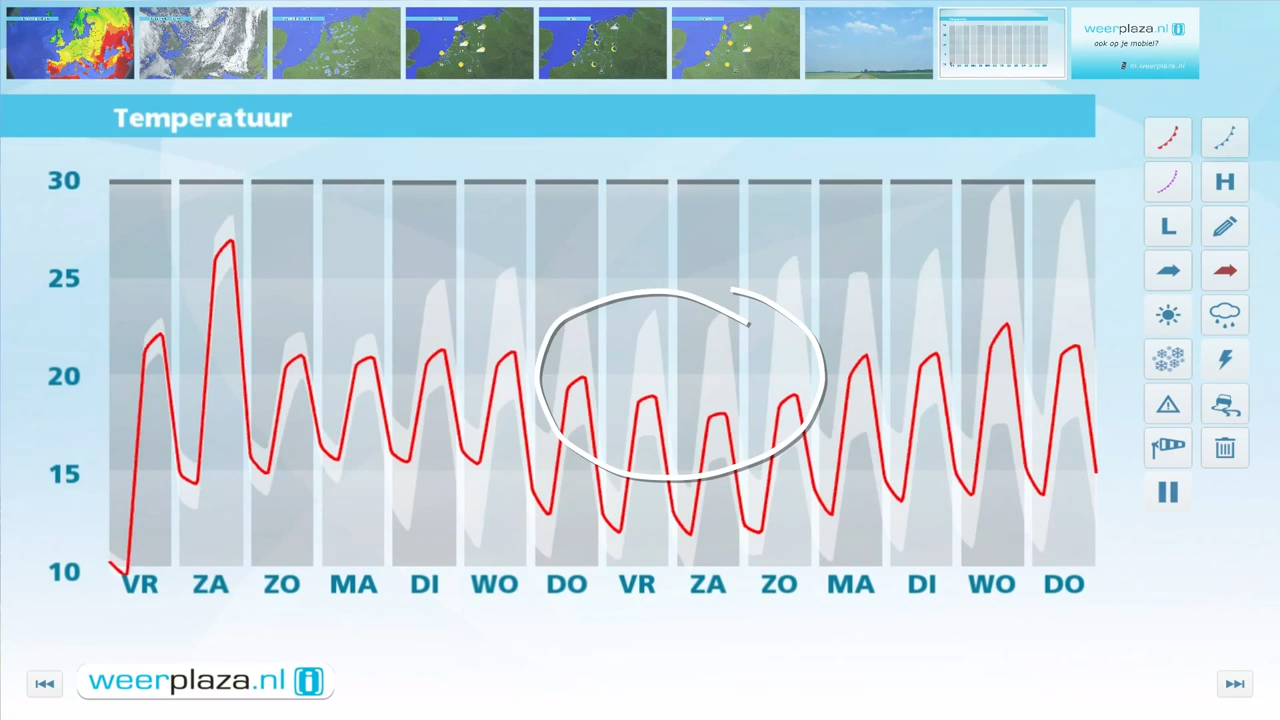 weerplaza.nl
ook op je mobiel?
m.weerplaza.nl
Temperatuur
30
25
20
15
10
VR ZA ZO MA DI WO DO VR ZA ZO MA DI WO DO
H
L
weerplaza.nl